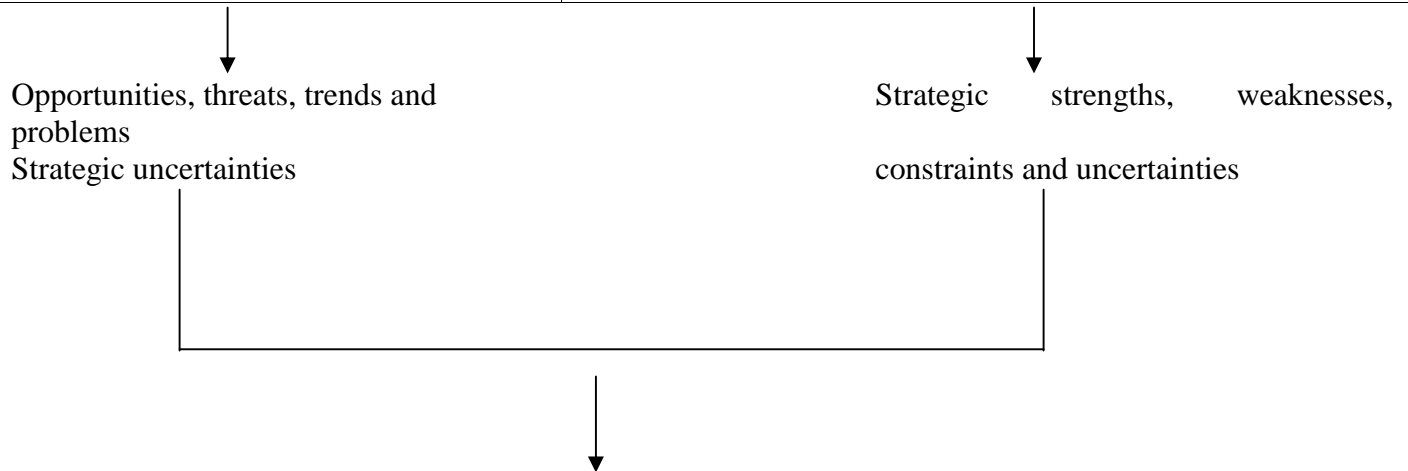 Opportunities, threats, trends and
problems
Strategic uncertainties
Strategic strengths, weaknesses,
constraints and uncertainties